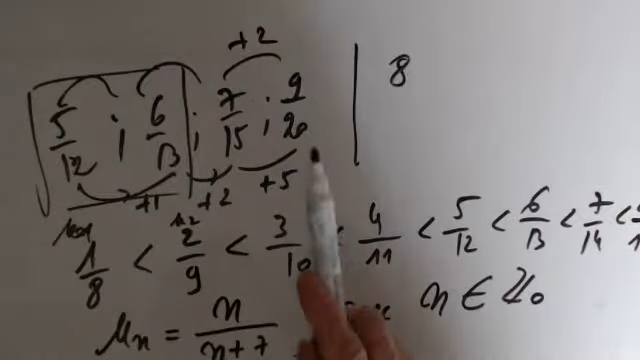 +2
5/12 ; 6/13 ; 7/15 ; 9/20 | 8
+1 +2 +5
1/8 < 2/9 < 3/10 < 4/11 < 5/12 < 6/13 < 7/14 <
Mn = n/n+7 n ∈ ℤ₀